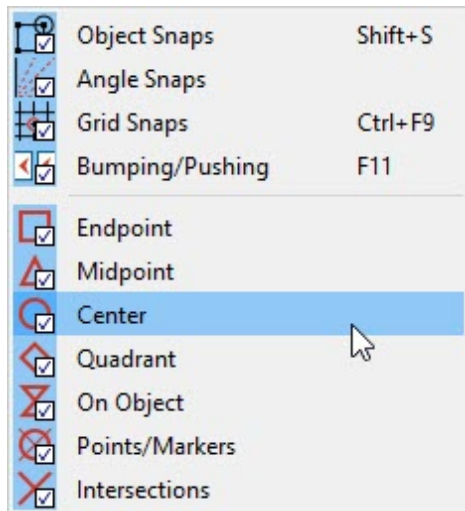 Object Snaps Shift+S
Angle Snaps
Grid Snaps Ctrl+F9
Bumping/Pushing F11
Endpoint
Midpoint
Center
Quadrant
On Object
Points/Markers
Intersections